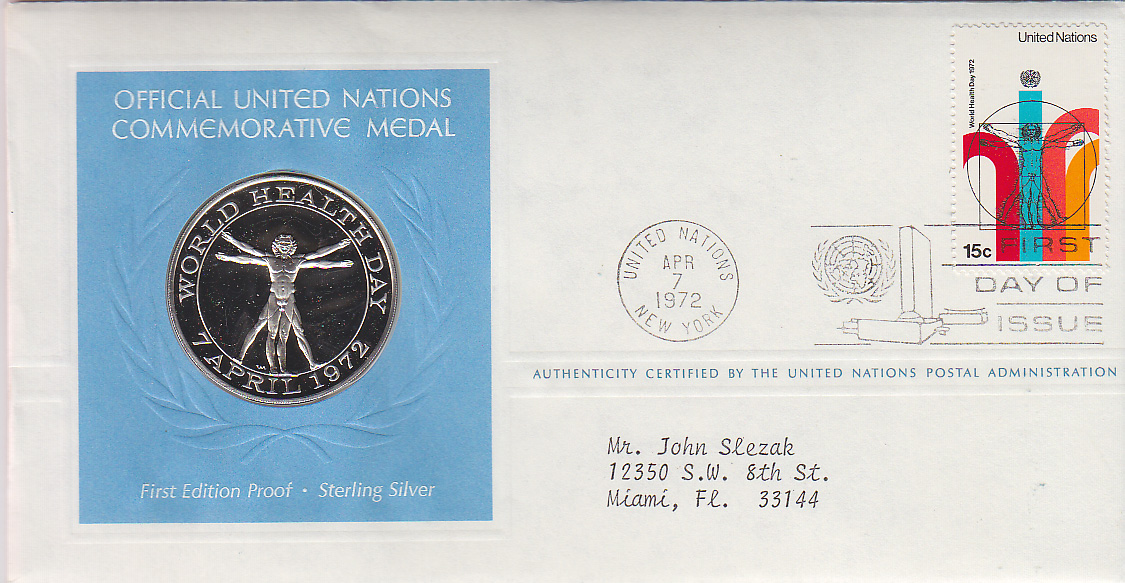 OFFICIAL UNITED NATIONS
COMMEMORATIVE MEDAL
WORLD HEALTH DAY
7 APRIL 1972
First Edition Proof • Sterling Silver
United Nations
World Health Day 1972
15c
UNITED NATIONS
APR
7
1972
NEW YORK
FIRST
DAY OF
ISSUE
AUTHENTICITY CERTIFIED BY THE UNITED NATIONS POSTAL ADMINISTRATION
Mr. John Slezak
12350 S.W. 8th St.
Miami, Fl. 33144